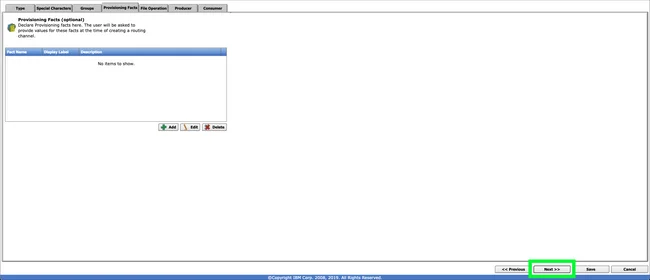 Type Special Characters Groups Provisioning Facts File Operation Producer Consumer
Provisioning Facts (optional)
Declare Provisioning facts here. The user will be asked to
provide values for these facts at the time of creating a routing
channel.
Fact Name Display Label Description
No items to show.
Add Edit Delete
<< Previous Next >> Save Cancel
©Copyright IBM Corp. 2008, 2019. All Rights Reserved.